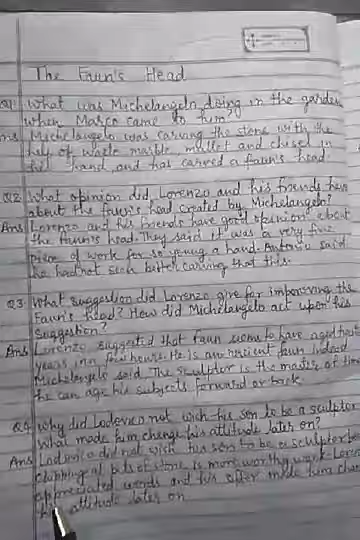 The Faun's Head
Q1 What was Michelangelo doing in the garden
when Marco came to him?
Ans Michelangelo was carving the stone with the
help of waste marble, mullet and chisel in
his hand and has carved a faun's head.
Q2 What opinion did Lorenzo and his friends have
about the faun's head created by Michelangelo?
Ans Lorenzo and his friends have good opinion about
the faun's head. They said it was a very fine
piece of work for so young a hand. Antonio said
he had not seen better carving than this.
Q3 What suggestion did Lorenzo give for improving the
Faun's head? How did Michelangelo act upon his
suggestion?
Ans Lorenzo suggested that faun seems to have aged
years in a few hours. He is an ancient faun indeed
Michelangelo said The sculptor is the master of time
he can age his subjects forward or back.
Q4 Why did Lodovico not wish his son to be a sculptor
What made him change his attitude later on?
Ans Lodovico did not wish his son to be a sculptor
chipping of bits of stone is more worthy work.
appreciated words and his offer made him
attitude later on